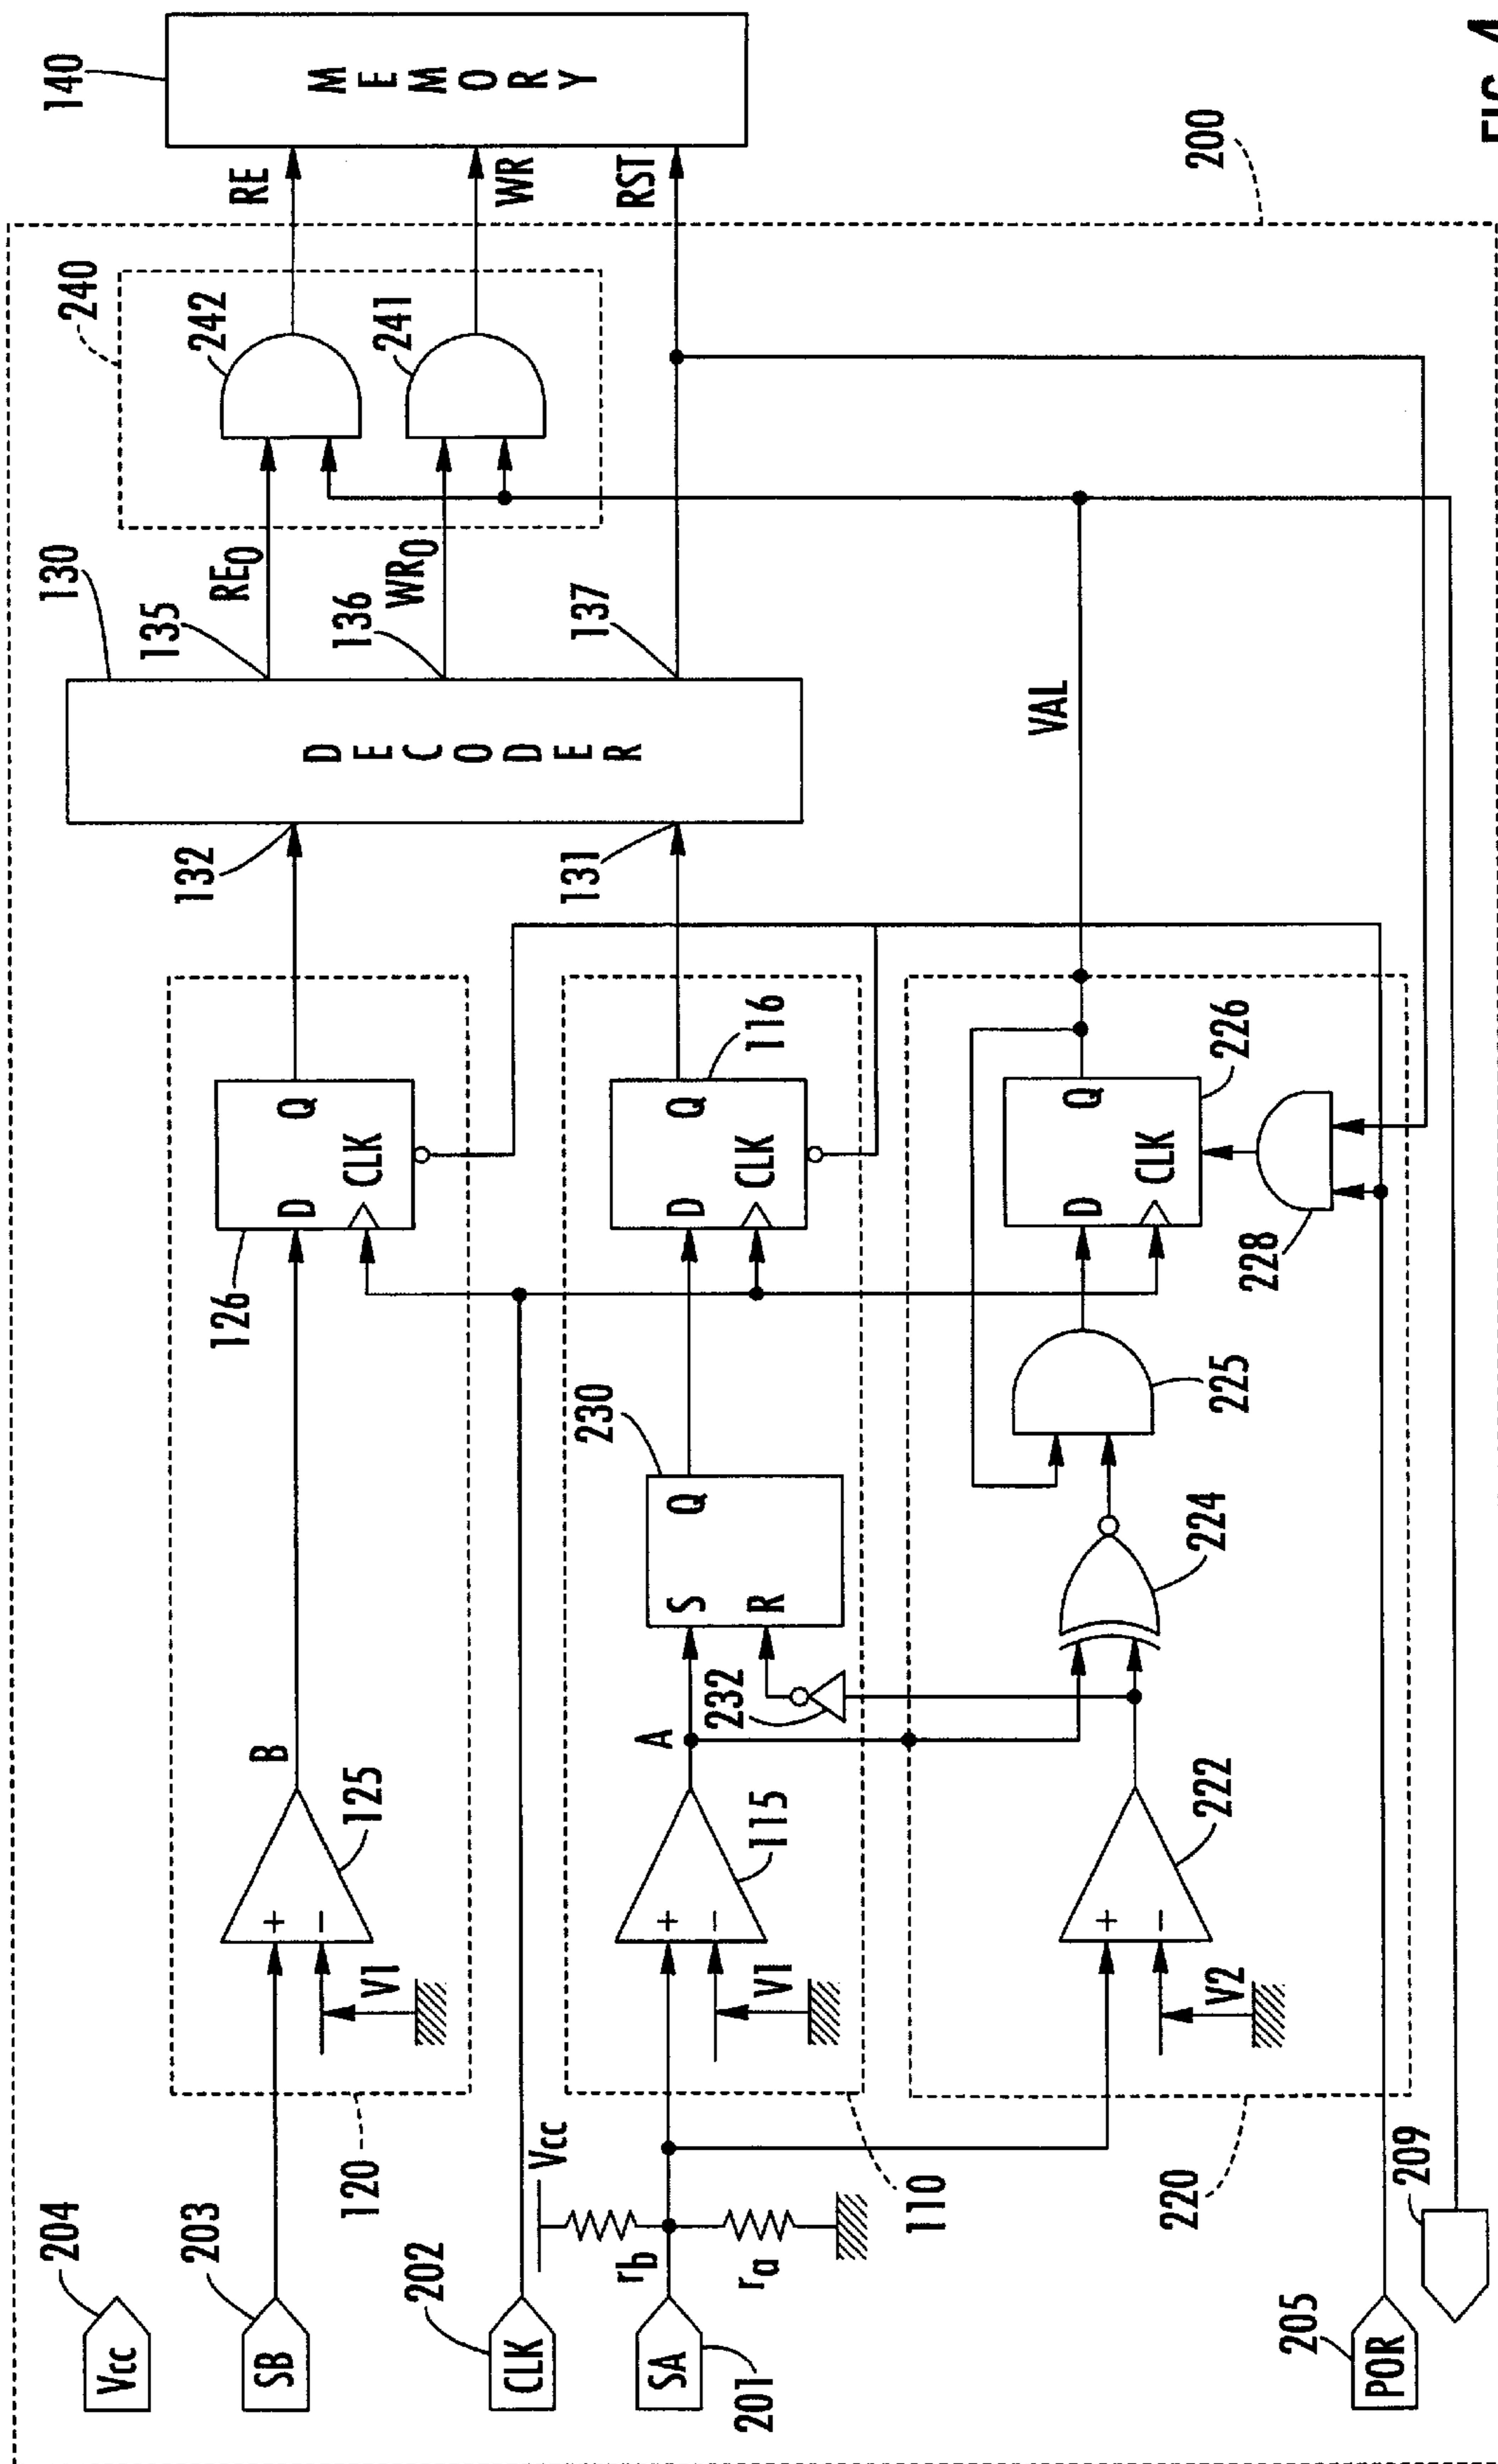 204
Vcc
203
SB
120
B
125
+
−
V1
126
D
Q
CLK
132
130
DECODER
135
RE0
136
WR0
137
240
242
241
RE
WR
RST
140
MEMORY
202
CLK
Vcc
rb
ra
SA
201
110
A
115
+
−
V1
232
230
S
R
Q
D
Q
CLK
116
131
220
222
+
−
V2
224
225
D
Q
CLK
226
228
VAL
200
205
POR
209
FIG. 4